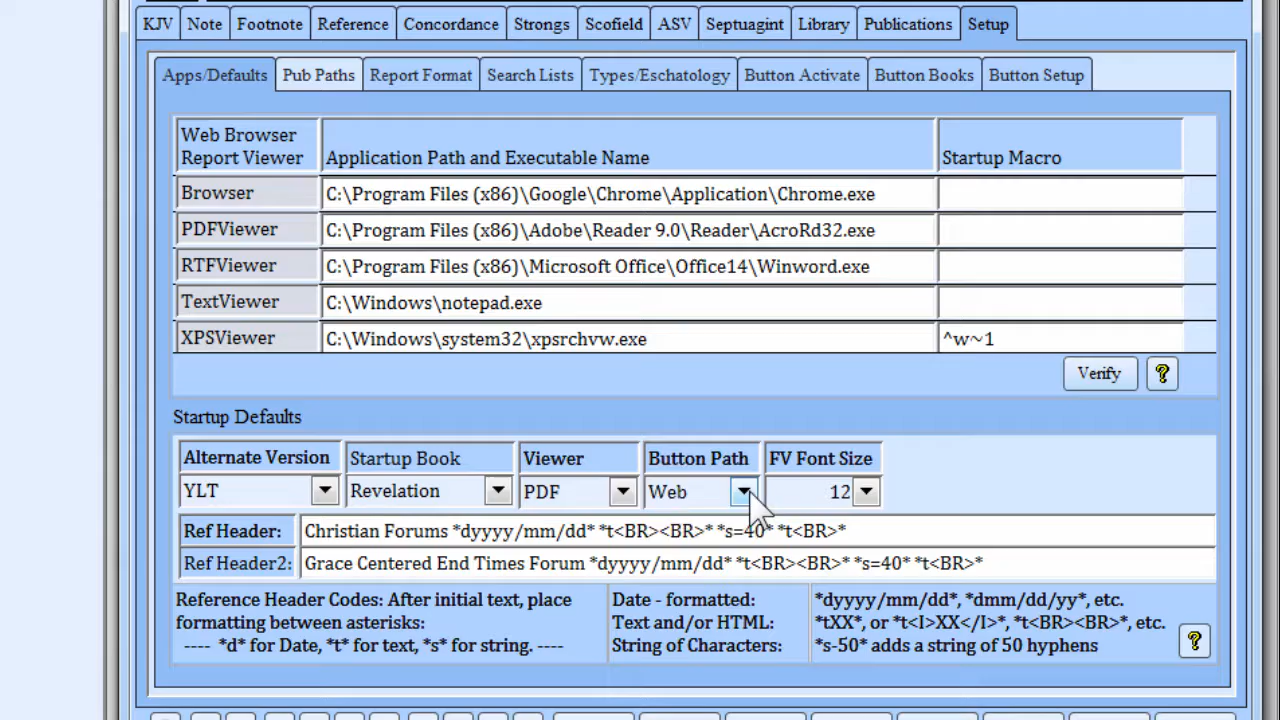 KJV Note Footnote Reference Concordance Strongs Scofield ASV Septuagint Library Publications Setup
Apps/Defaults Pub Paths Report Format Search Lists Types/Eschatology Button Activate Button Books Button Setup
Web Browser
Report Viewer Application Path and Executable Name Startup Macro
Browser C:\Program Files (x86)\Google\Chrome\Application\Chrome.exe
PDFViewer C:\Program Files (x86)\Adobe\Reader 9.0\Reader\AcroRd32.exe
RTFViewer C:\Program Files (x86)\Microsoft Office\Office14\Winword.exe
TextViewer C:\Windows\notepad.exe
XPSViewer C:\Windows\system32\xpsrchvw.exe ^w~1
Verify ?
Startup Defaults
Alternate Version Startup Book Viewer Button Path FV Font Size
YLT Revelation PDF Web 12
Ref Header: Christian Forums *dyyyy/mm/dd* *t<BR><BR>* *s=40* *t<BR>*
Ref Header2: Grace Centered End Times Forum *dyyyy/mm/dd* *t<BR><BR>* *s=40* *t<BR>*
Reference Header Codes: After initial text, place Date - formatted: *dyyyy/mm/dd*, *dmm/dd/yy*, etc.
formatting between asterisks: Text and/or HTML: *tXX*, or *t<I>XX</I>*, *t<BR><BR>*, etc.
---- *d* for Date, *t* for text, *s* for string. ---- String of Characters: *s-50* adds a string of 50 hyphens ?